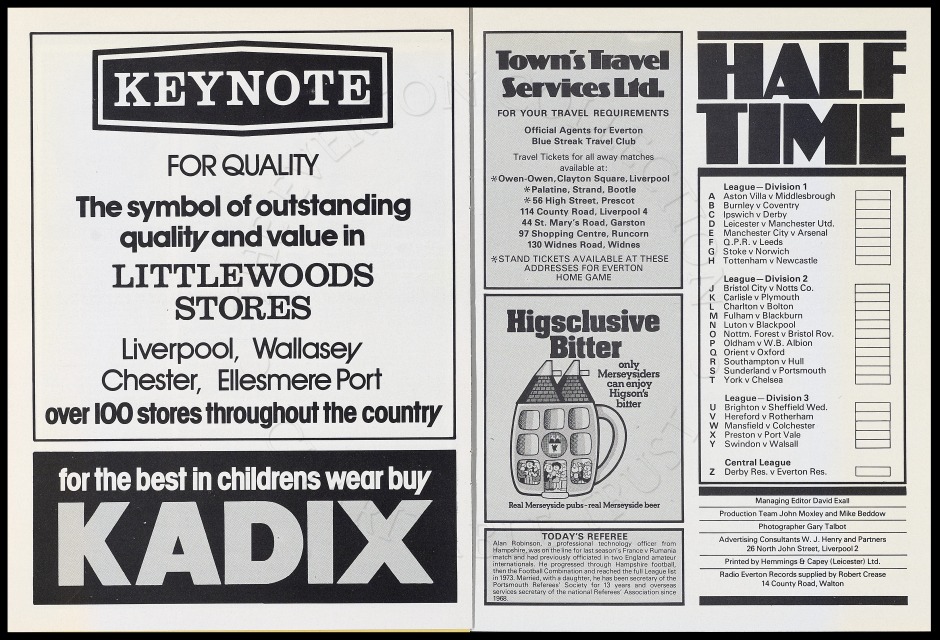 KEYNOTE
FOR QUALITY
The symbol of outstanding
quality and value in
LITTLEWOODS
STORES
Liverpool, Wallasey
Chester, Ellesmere Port
over 100 stores throughout the country
for the best in childrens wear buy
KADIX
Town's Travel
Services Ltd.
FOR YOUR TRAVEL REQUIREMENTS
Official Agents for Everton
Blue Streak Travel Club
Travel Tickets for all away matches
available at:
*Owen-Owen, Clayton Square, Liverpool
*Palatine, Strand, Bootle
*56 High Street, Prescot
114 County Road, Liverpool 4
44 St. Mary's Road, Garston
97 Shopping Centre, Runcorn
130 Widnes Road, Widnes
*STAND TICKETS AVAILABLE AT THESE
ADDRESSES FOR EVERTON
HOME GAME
Higsclusive
Bitter
only
Merseysiders
can enjoy
Higson's
bitter
Real Merseyside pubs-real Merseyside beer
TODAY'S REFEREE
Alan Robinson, a professional technology officer from
Hampshire, was on the line for last season's France v Rumania
match and had previously officiated in two England amateur
internationals. He progressed through Hampshire football,
then the Football Combination and reached the full League list
in 1973. Married, with a daughter, he has been secretary of the
Portsmouth Referees' Society for 13 years and overseas
services secretary of the national Referees' Association since
1968.
HALF
TIME
League—Division 1
A Aston Villa v Middlesbrough
B Burnley v Coventry
C Ipswich v Derby
D Leicester v Manchester Utd.
E Manchester City v Arsenal
F Q.P.R. v Leeds
G Stoke v Norwich
H Tottenham v Newcastle
League—Division 2
J Bristol City v Notts Co.
K Carlisle v Plymouth
L Charlton v Bolton
M Fulham v Blackburn
N Luton v Blackpool
O Nottm. Forest v Bristol Rov.
P Oldham v W.B. Albion
Q Orient v Oxford
R Southampton v Hull
S Sunderland v Portsmouth
T York v Chelsea
League—Division 3
U Brighton v Sheffield Wed.
V Hereford v Rotherham
W Mansfield v Colchester
X Preston v Port Vale
Y Swindon v Walsall
Central League
Z Derby Res. v Everton Res.
Managing Editor David Exall
Production Team John Moxley and Mike Beddow
Photographer Gary Talbot
Advertising Consultants W. J. Henry and Partners
26 North John Street, Liverpool 2
Printed by Hemmings & Capey (Leicester) Ltd.
Radio Everton Records supplied by Robert Crease
14 County Road, Walton